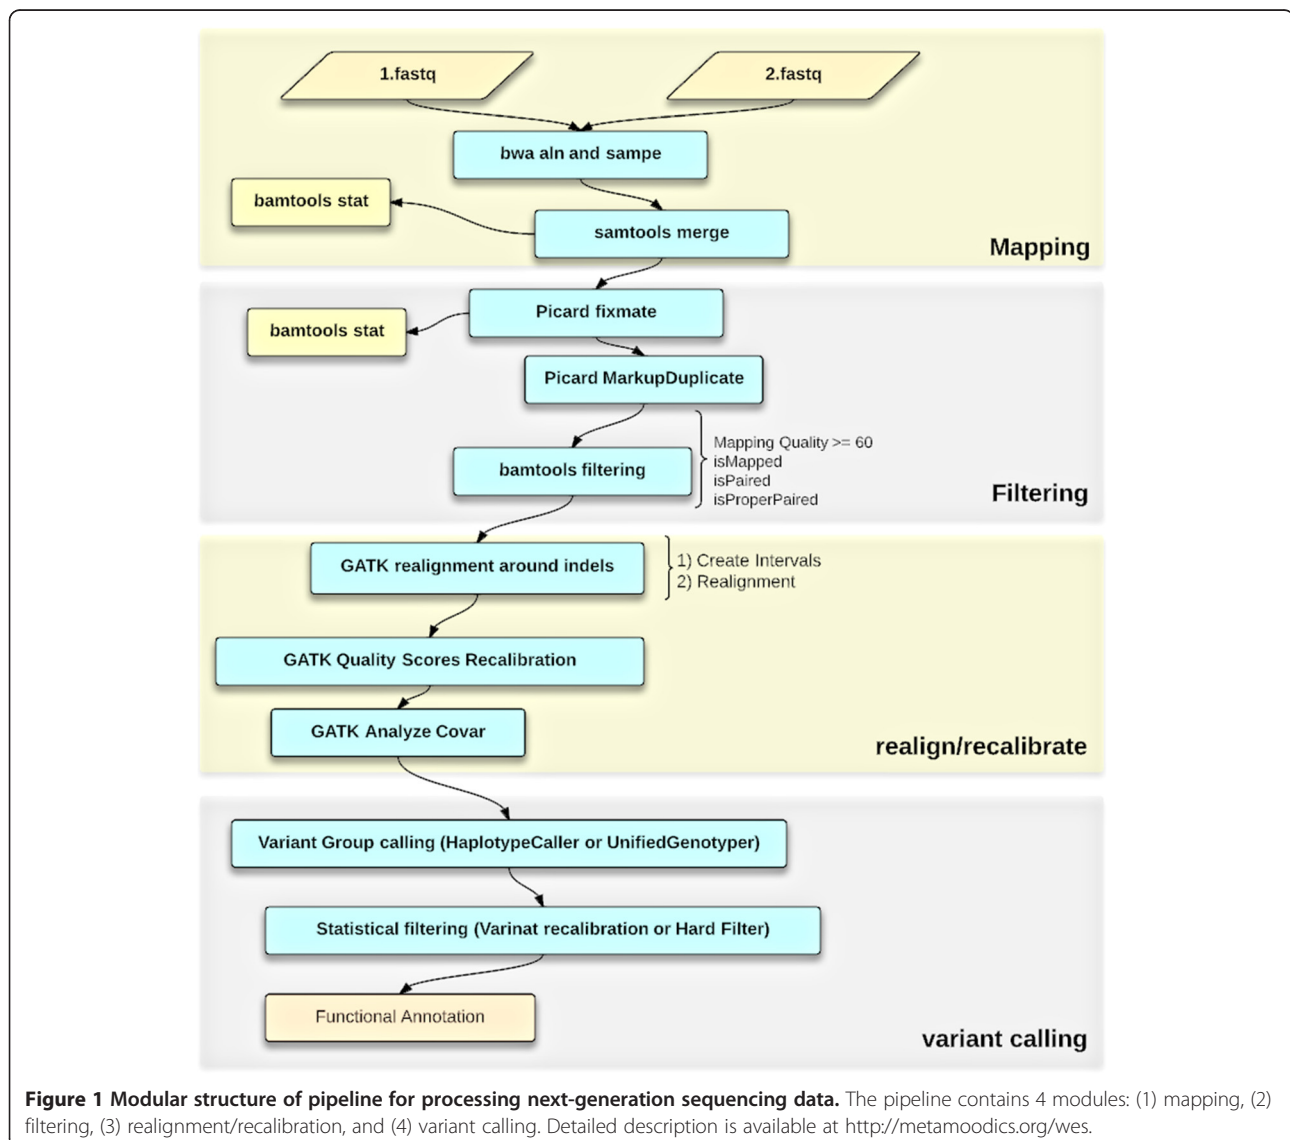 1.fastq
2.fastq
bwa aln and sampe
bamtools stat
samtools merge
Mapping
Picard fixmate
bamtools stat
Picard MarkupDuplicate
Mapping Quality >= 60
isMapped
isPaired
isProperPaired
bamtools filtering
Filtering
GATK realignment around indels
1) Create Intervals
2) Realignment
GATK Quality Scores Recalibration
GATK Analyze Covar
realign/recalibrate
Variant Group calling (HaplotypeCaller or UnifiedGenotyper)
Statistical filtering (Varinat recalibration or Hard Filter)
Functional Annotation
variant calling
Figure 1 Modular structure of pipeline for processing next-generation sequencing data. The pipeline contains 4 modules: (1) mapping, (2)
filtering, (3) realignment/recalibration, and (4) variant calling. Detailed description is available at http://metamoodics.org/wes.